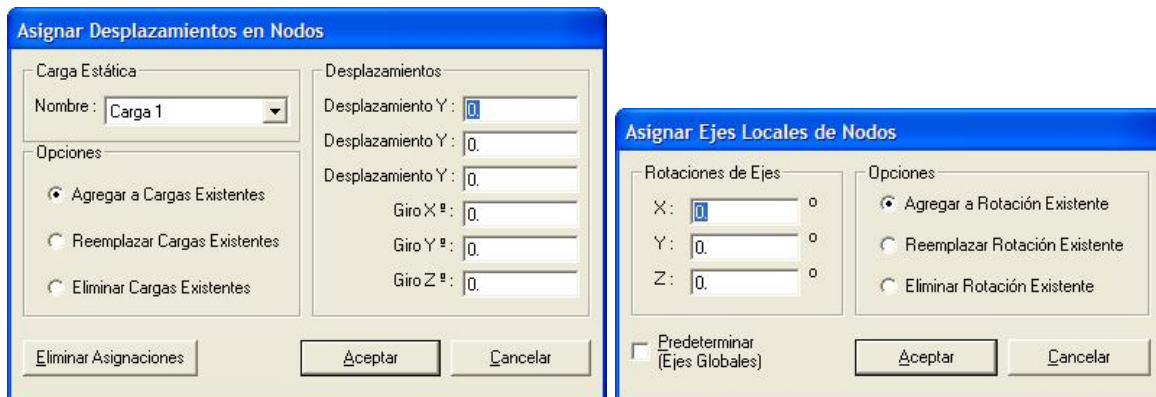 Asignar Desplazamientos en Nodos
Carga Estática
Nombre : Carga 1
Opciones
Agregar a Cargas Existentes
Reemplazar Cargas Existentes
Eliminar Cargas Existentes
Desplazamientos
Desplazamiento Y : 0.
Desplazamiento Y : 0.
Desplazamiento Y : 0.
Giro X º : 0.
Giro Y º : 0.
Giro Z º : 0.
Eliminar Asignaciones
Aceptar
Cancelar
Asignar Ejes Locales de Nodos
Rotaciones de Ejes
X : 0. º
Y : 0. º
Z : 0. º
Opciones
Agregar a Rotación Existente
Reemplazar Rotación Existente
Eliminar Rotación Existente
Predeterminar
(Ejes Globales)
Aceptar
Cancelar